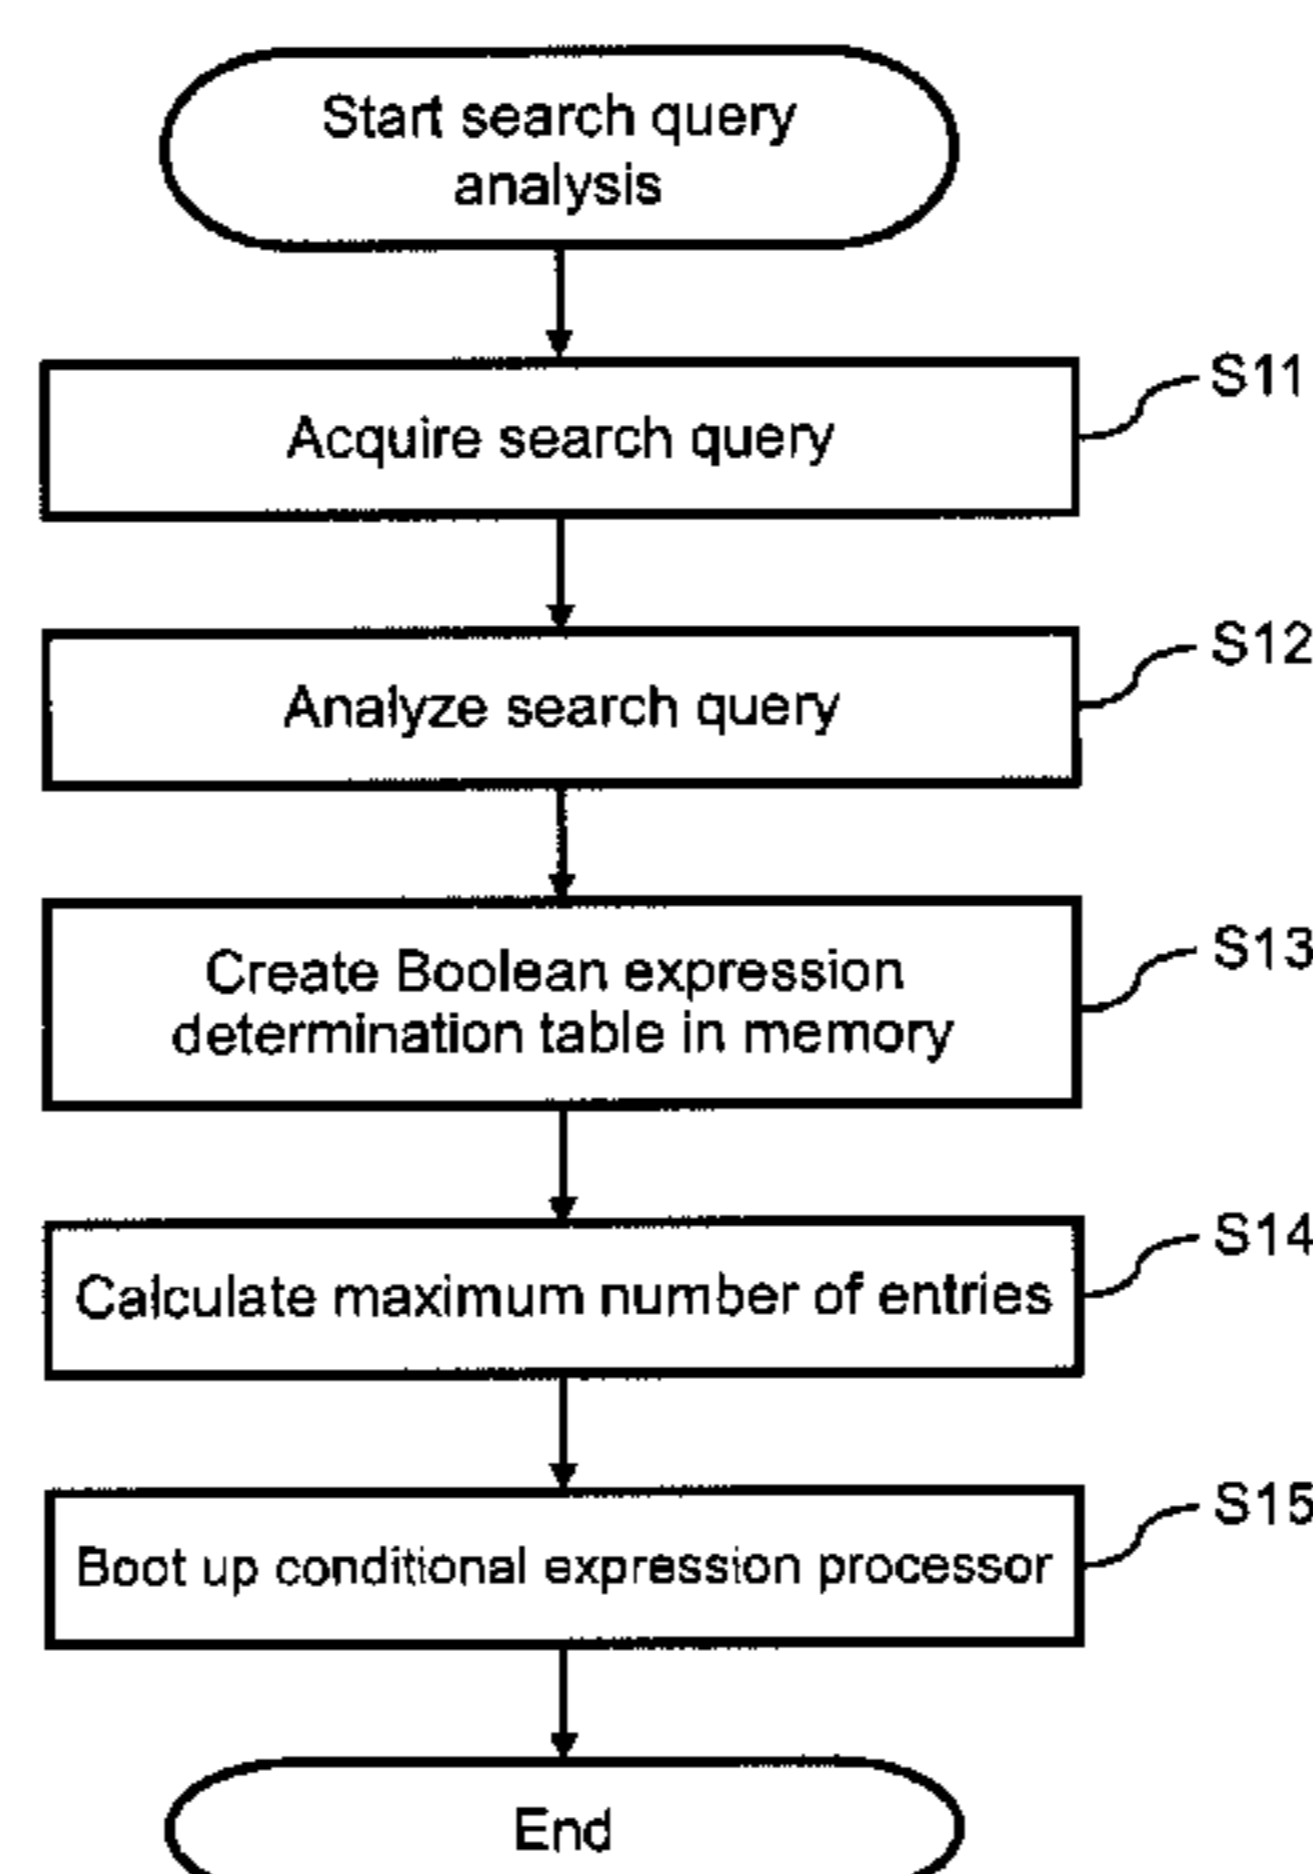 Start search query
analysis
S11
Acquire search query
S12
Analyze search query
S13
Create Boolean expression
determination table in memory
S14
Calculate maximum number of entries
S15
Boot up conditional expression processor
End